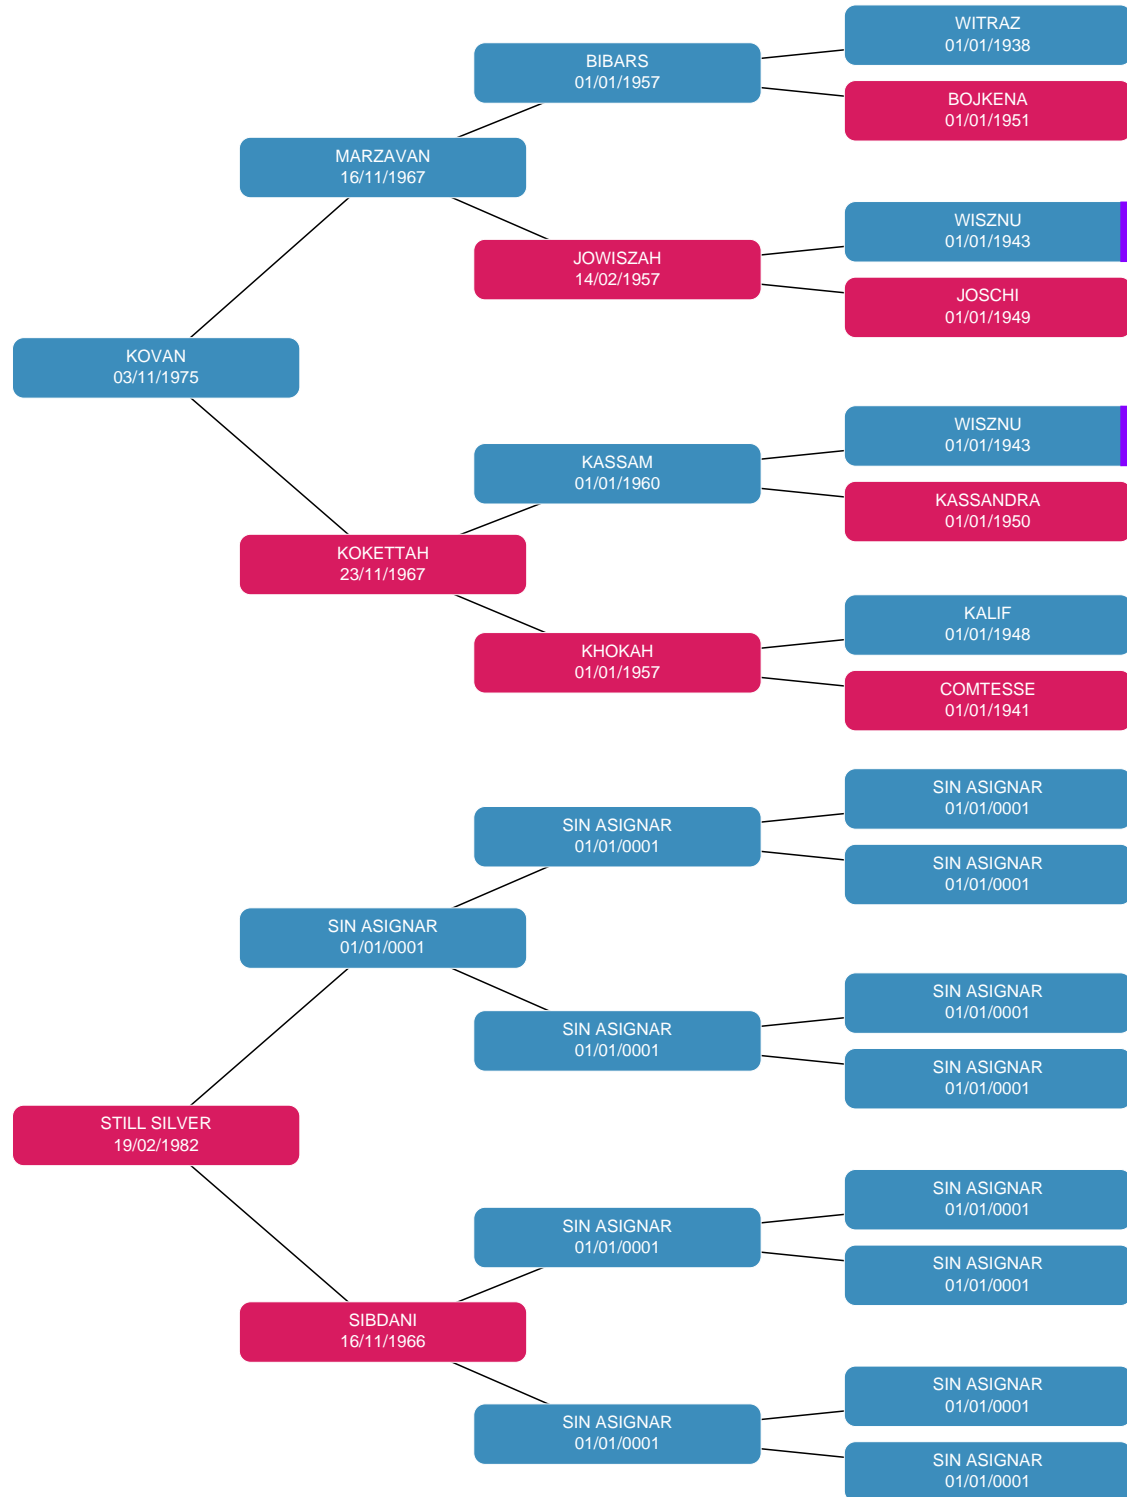 WITRAZ
01/01/1938
BIBARS
01/01/1957
BOJKENA
01/01/1951
MARZAVAN
16/11/1967
WISZNU
01/01/1943
JOWISZAH
14/02/1957
JOSCHI
01/01/1949
KOVAN
03/11/1975
WISZNU
01/01/1943
KASSAM
01/01/1960
KASSANDRA
01/01/1950
KOKETTAH
23/11/1967
KALIF
01/01/1948
KHOKAH
01/01/1957
COMTESSE
01/01/1941
SIN ASIGNAR
01/01/0001
SIN ASIGNAR
01/01/0001
SIN ASIGNAR
01/01/0001
SIN ASIGNAR
01/01/0001
SIN ASIGNAR
01/01/0001
SIN ASIGNAR
01/01/0001
SIN ASIGNAR
01/01/0001
STILL SILVER
19/02/1982
SIN ASIGNAR
01/01/0001
SIN ASIGNAR
01/01/0001
SIN ASIGNAR
01/01/0001
SIBDANI
16/11/1966
SIN ASIGNAR
01/01/0001
SIN ASIGNAR
01/01/0001
SIN ASIGNAR
01/01/0001